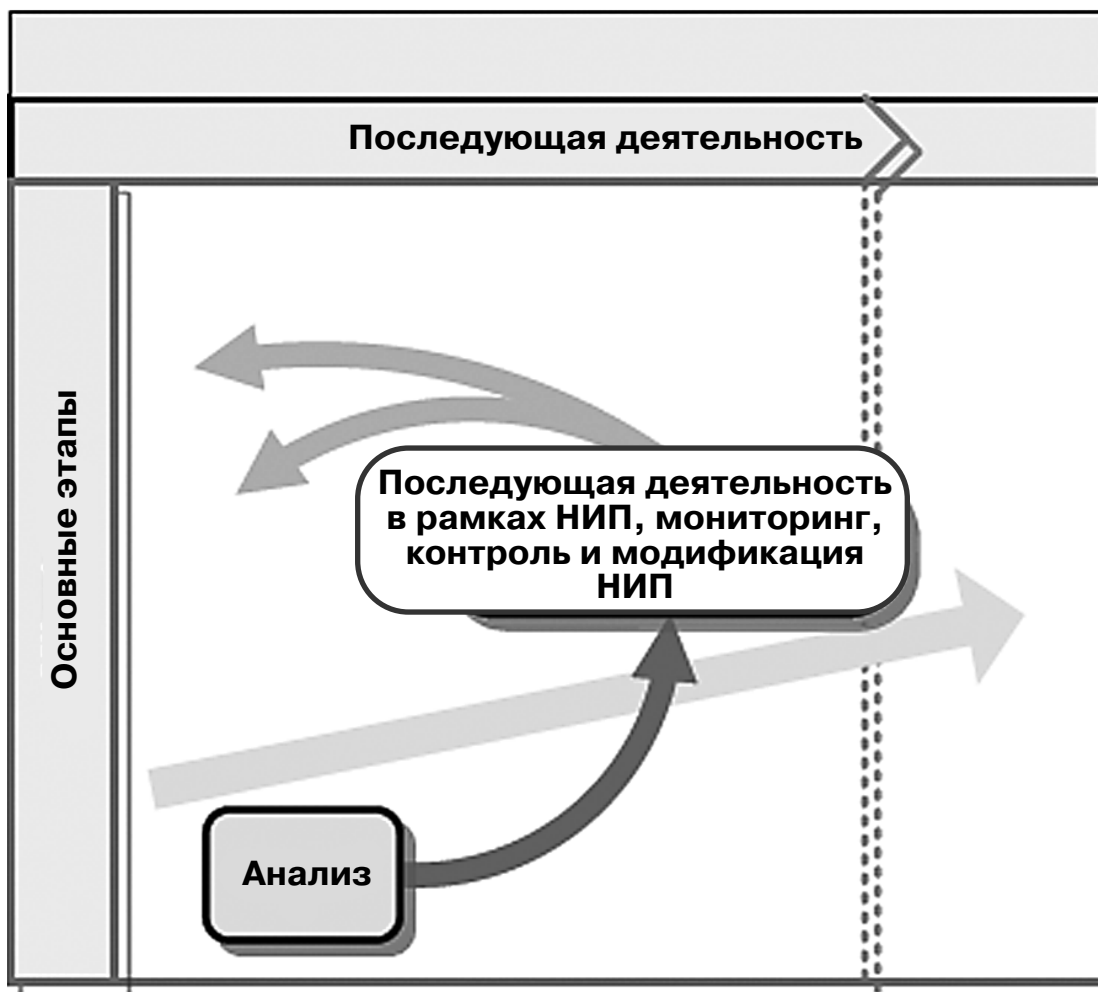 Последующая деятельность
Основные этапы
Последующая деятельность
в рамках НИП, мониторинг,
контроль и модификация
НИП
Анализ